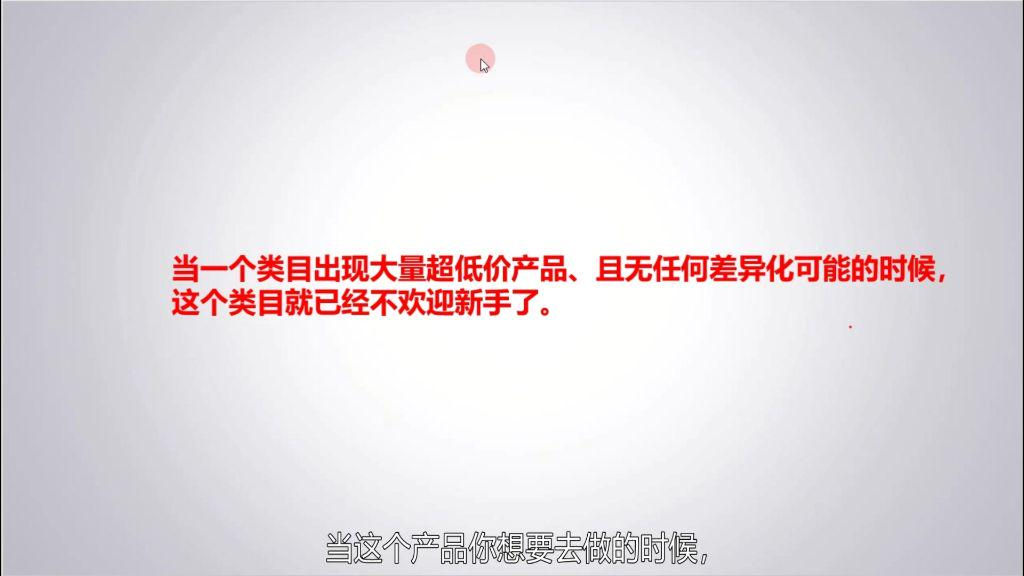 当一个类目出现大量超低价产品、且无任何差异化可能的时候，
这个类目就已经不欢迎新手了。
当这个产品你想要去做的时候，